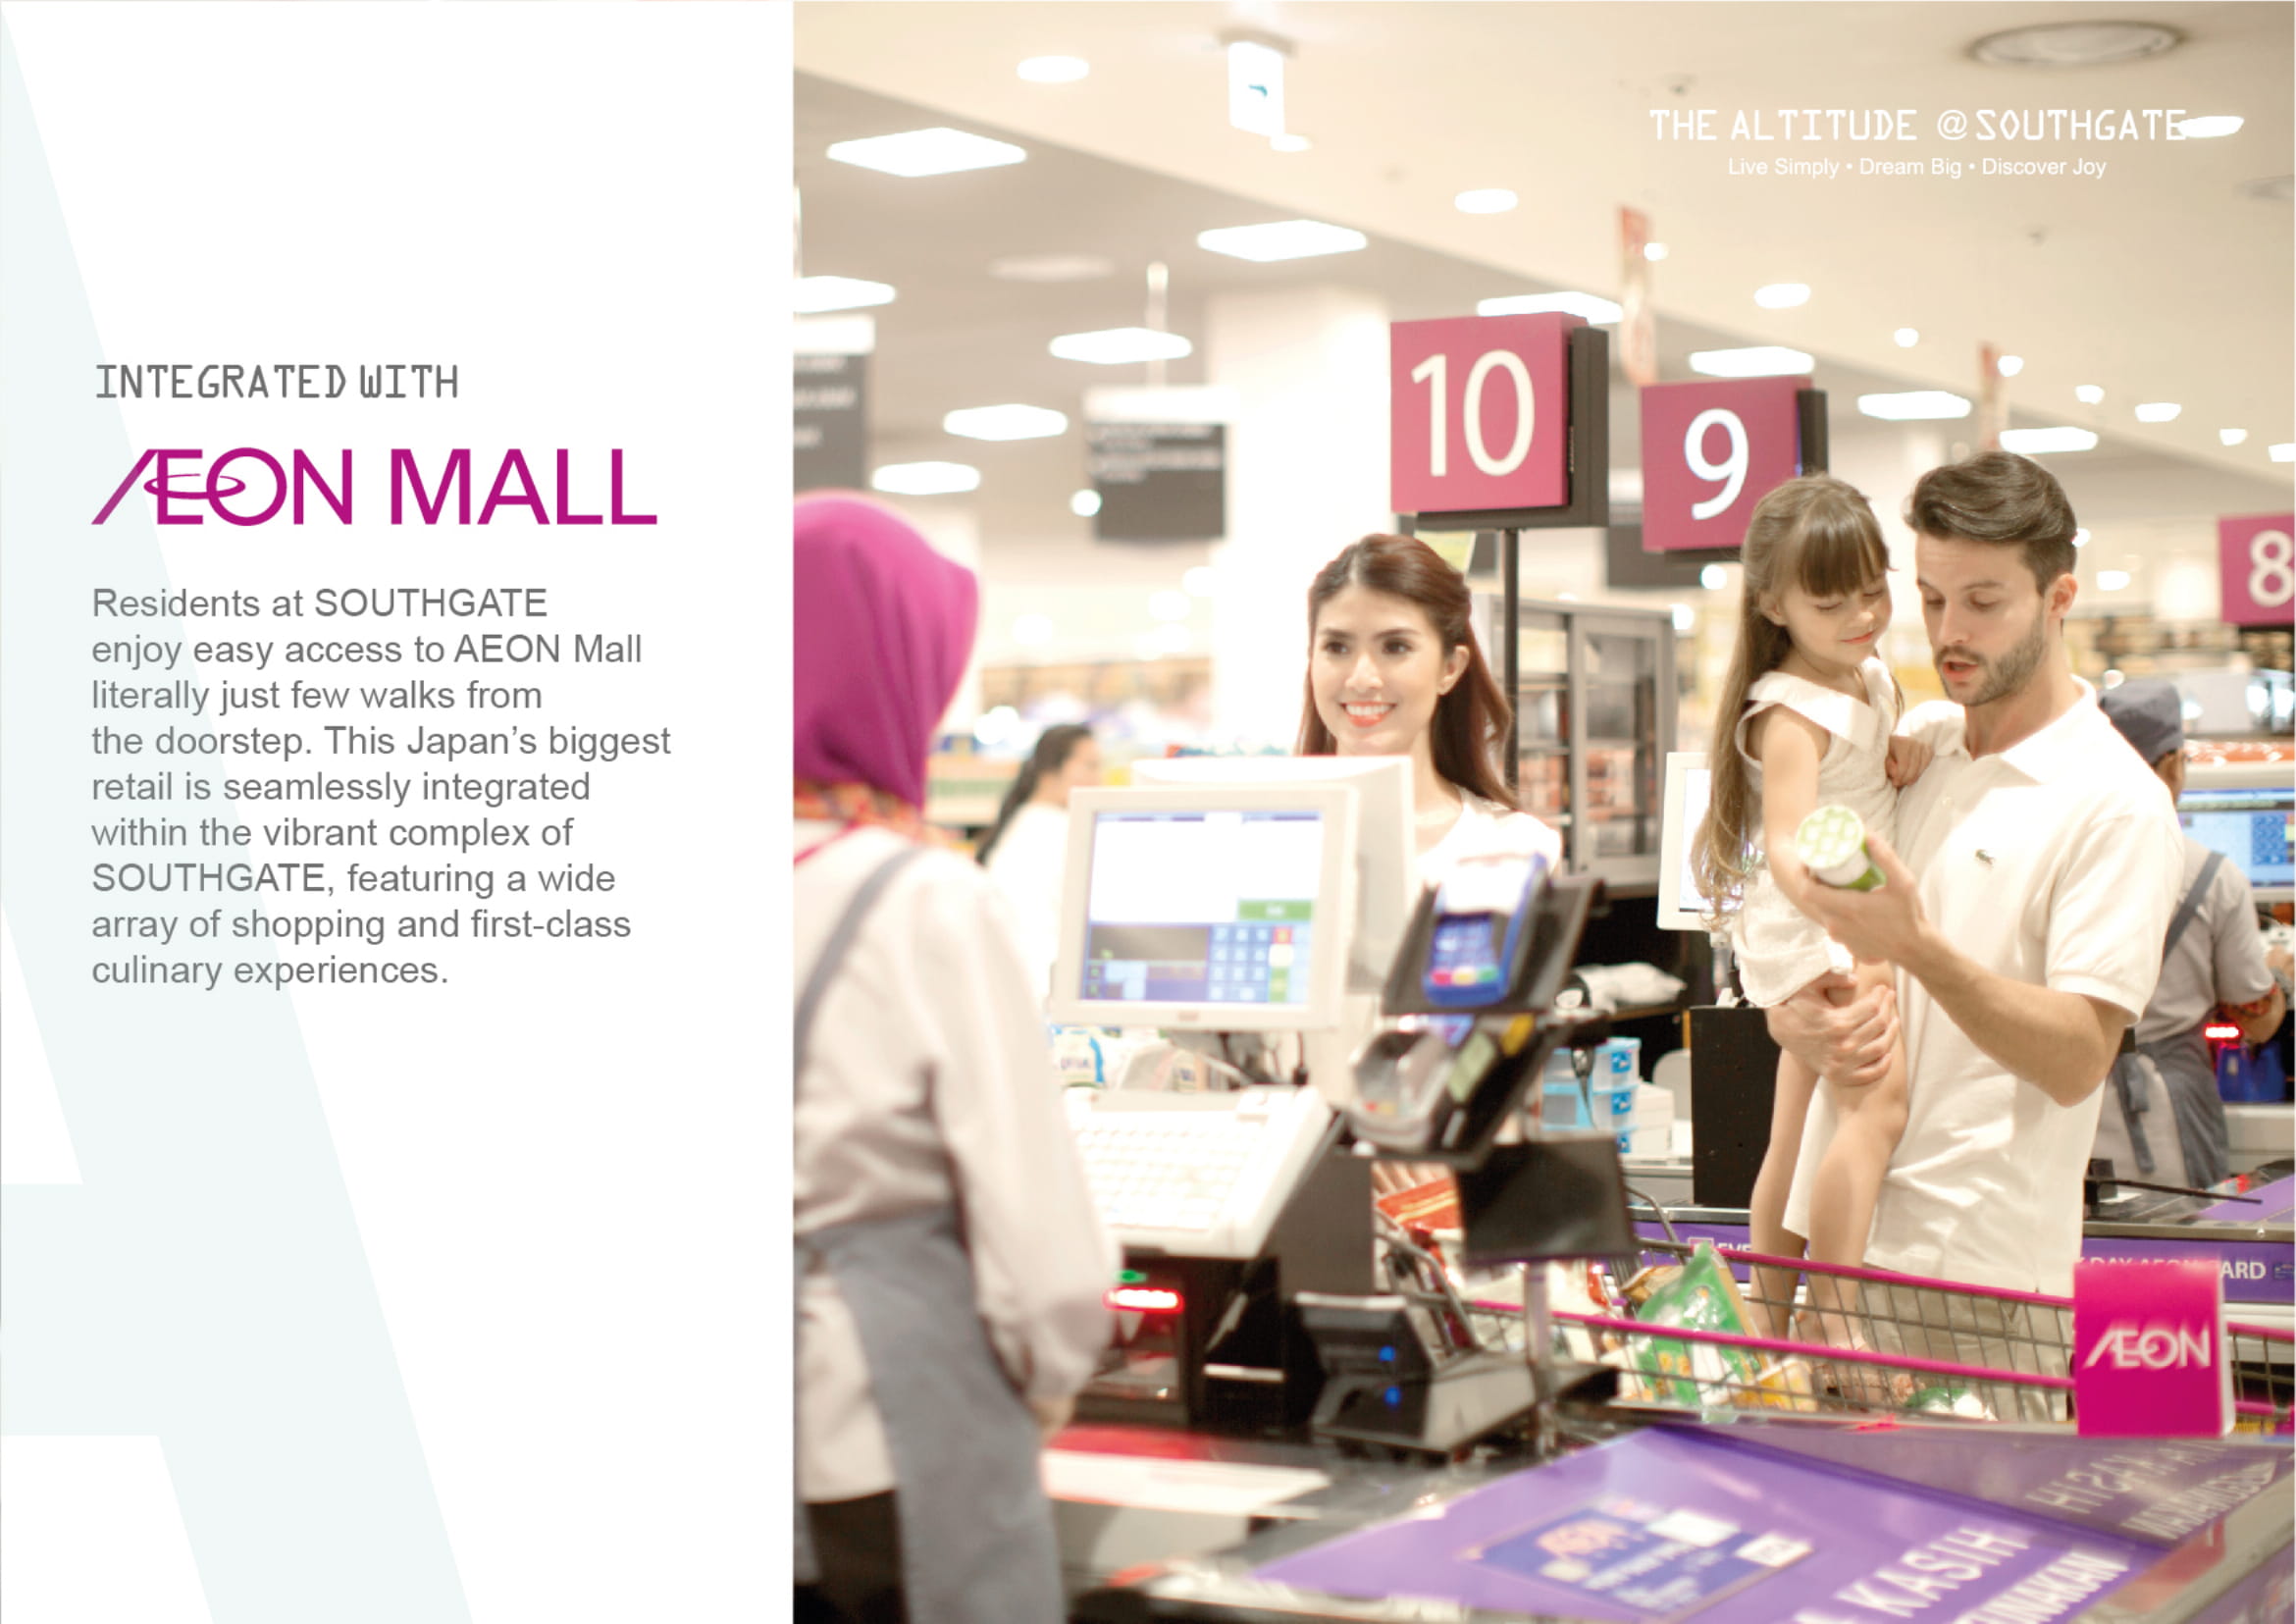 INTEGRATED WITH
ÆON MALL
Residents at SOUTHGATE
enjoy easy access to AEON Mall
literally just few walks from
the doorstep. This Japan's biggest
retail is seamlessly integrated
within the vibrant complex of
SOUTHGATE, featuring a wide
array of shopping and first-class
culinary experiences.
THE ALTITUDE @ SOUTHGATE
Live Simply • Dream Big • Discover Joy
10
9
8
ÆON
KASIH